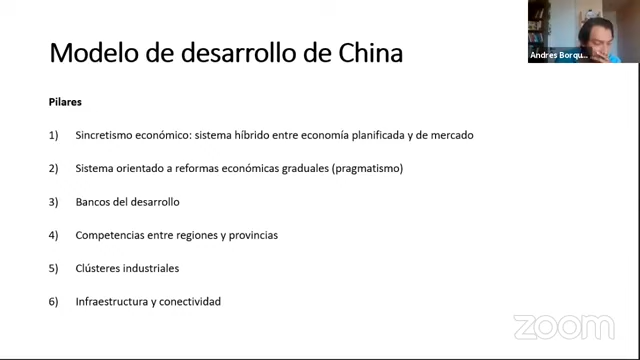 Modelo de desarrollo de China
Andres Borqu...
Pilares
1) Sincretismo económico: sistema híbrido entre economía planificada y de mercado
2) Sistema orientado a reformas económicas graduales (pragmatismo)
3) Bancos del desarrollo
4) Competencias entre regiones y provincias
5) Clústeres industriales
6) Infraestructura y conectividad
zoom